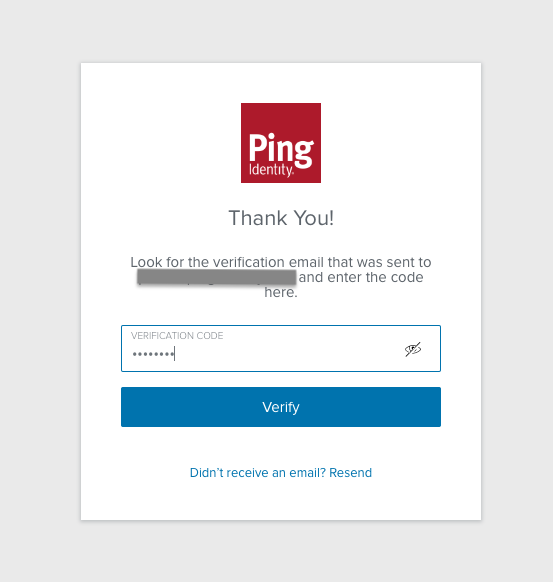 Ping
Identity.
Thank You!
Look for the verification email that was sent to
and enter the code
here.
VERIFICATION CODE
••••••••
Verify
Didn't receive an email? Resend